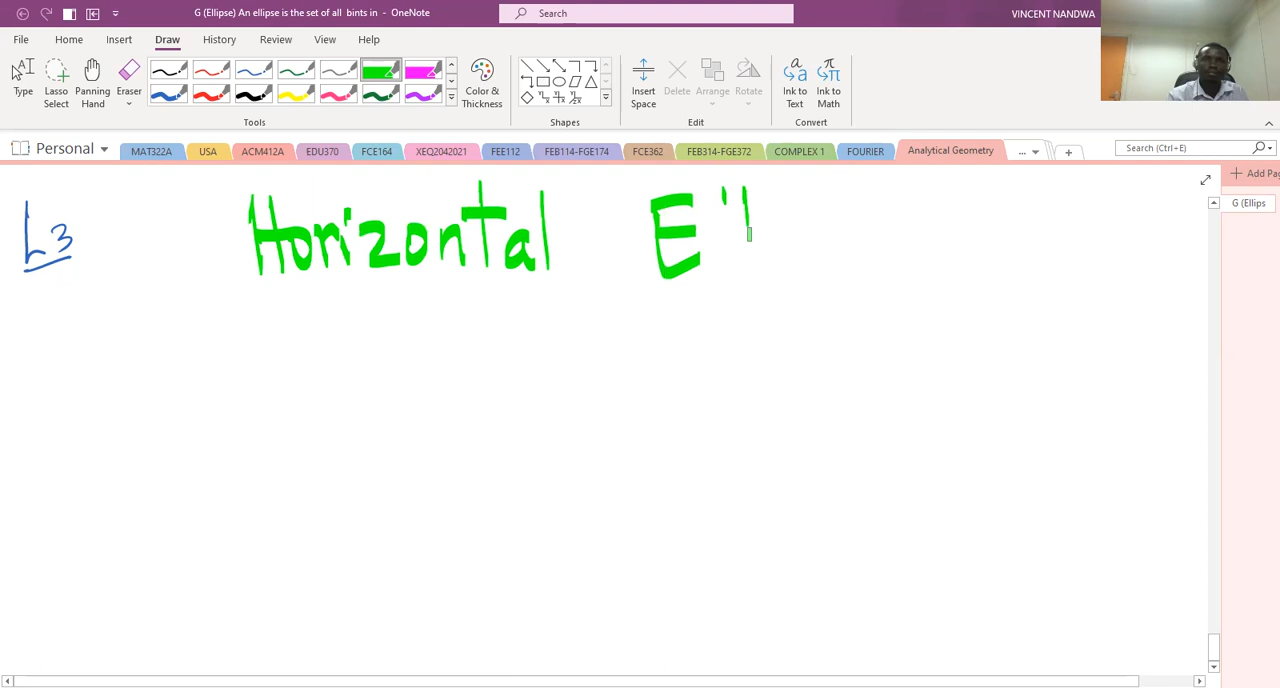 G (Ellipse) An ellipse is the set of all bints in - OneNote
Search
VINCENT NANDWA
File Home Insert Draw History Review View Help
Type
Lasso Select
Panning Hand
Eraser
Color & Thickness
Insert Space
Delete
Arrange
Rotate
Ink to Text
Ink to Math
Tools
Shapes
Edit
Convert
Personal
MAT322A USA ACM412A EDU370 FCE164 XEQ2042021 FEE112 FEB114-FGE174 FCE362 FEB314-FGE372 COMPLEX 1 FOURIER Analytical Geometry ...
Search (Ctrl+E)
Add Pag
G (Ellips
L3 Horizontal E